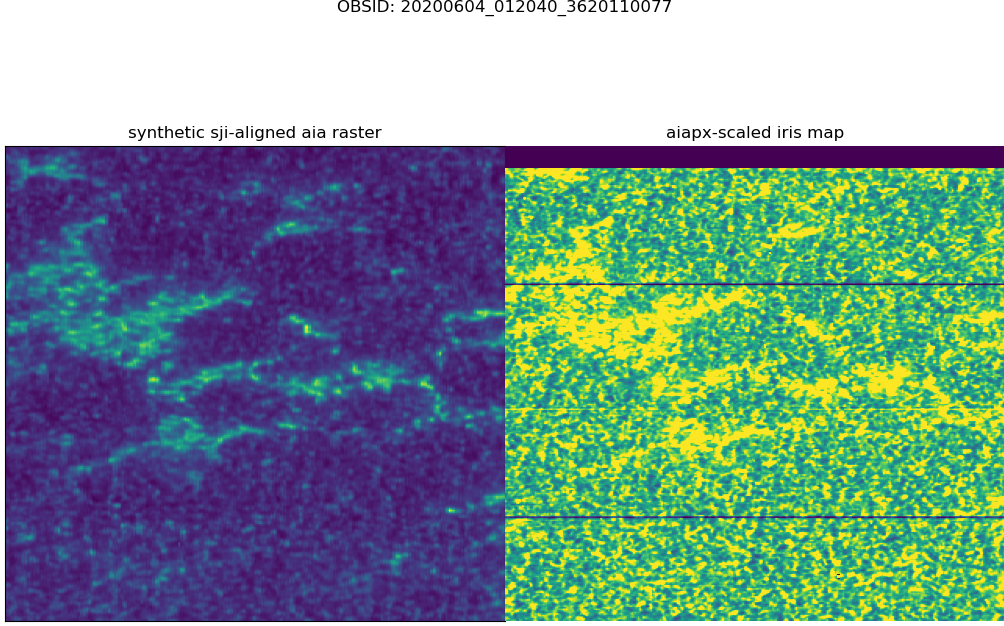 OBSID: 20200604_012040_3620110077
synthetic sji-aligned aia raster
aiapx-scaled iris map